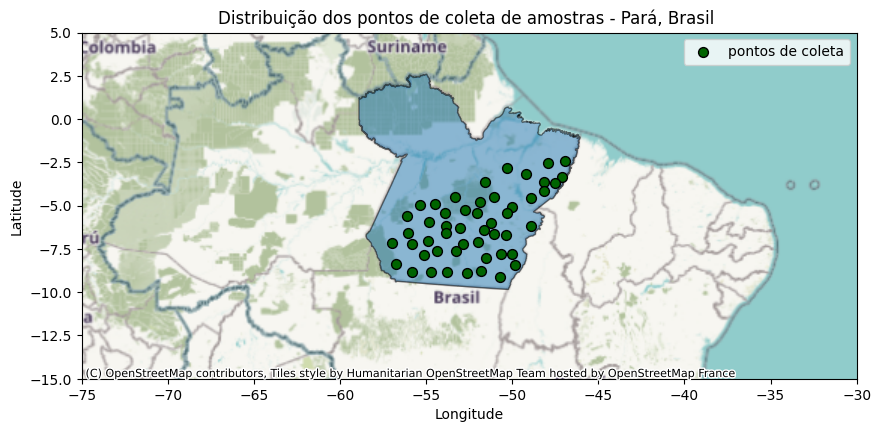 Distribuição dos pontos de coleta de amostras - Pará, Brasil
5.0
2.5
0.0
−2.5
−5.0
−7.5
−10.0
−12.5
−15.0
Latitude
Colombia
Suriname
pontos de coleta
rú
Brasil
a
(C) OpenStreetMap contributors, Tiles style by Humanitarian OpenStreetMap Team hosted by OpenStreetMap France
−75 −70 −65 −60 −55 −50 −45 −40 −35 −30
Longitude